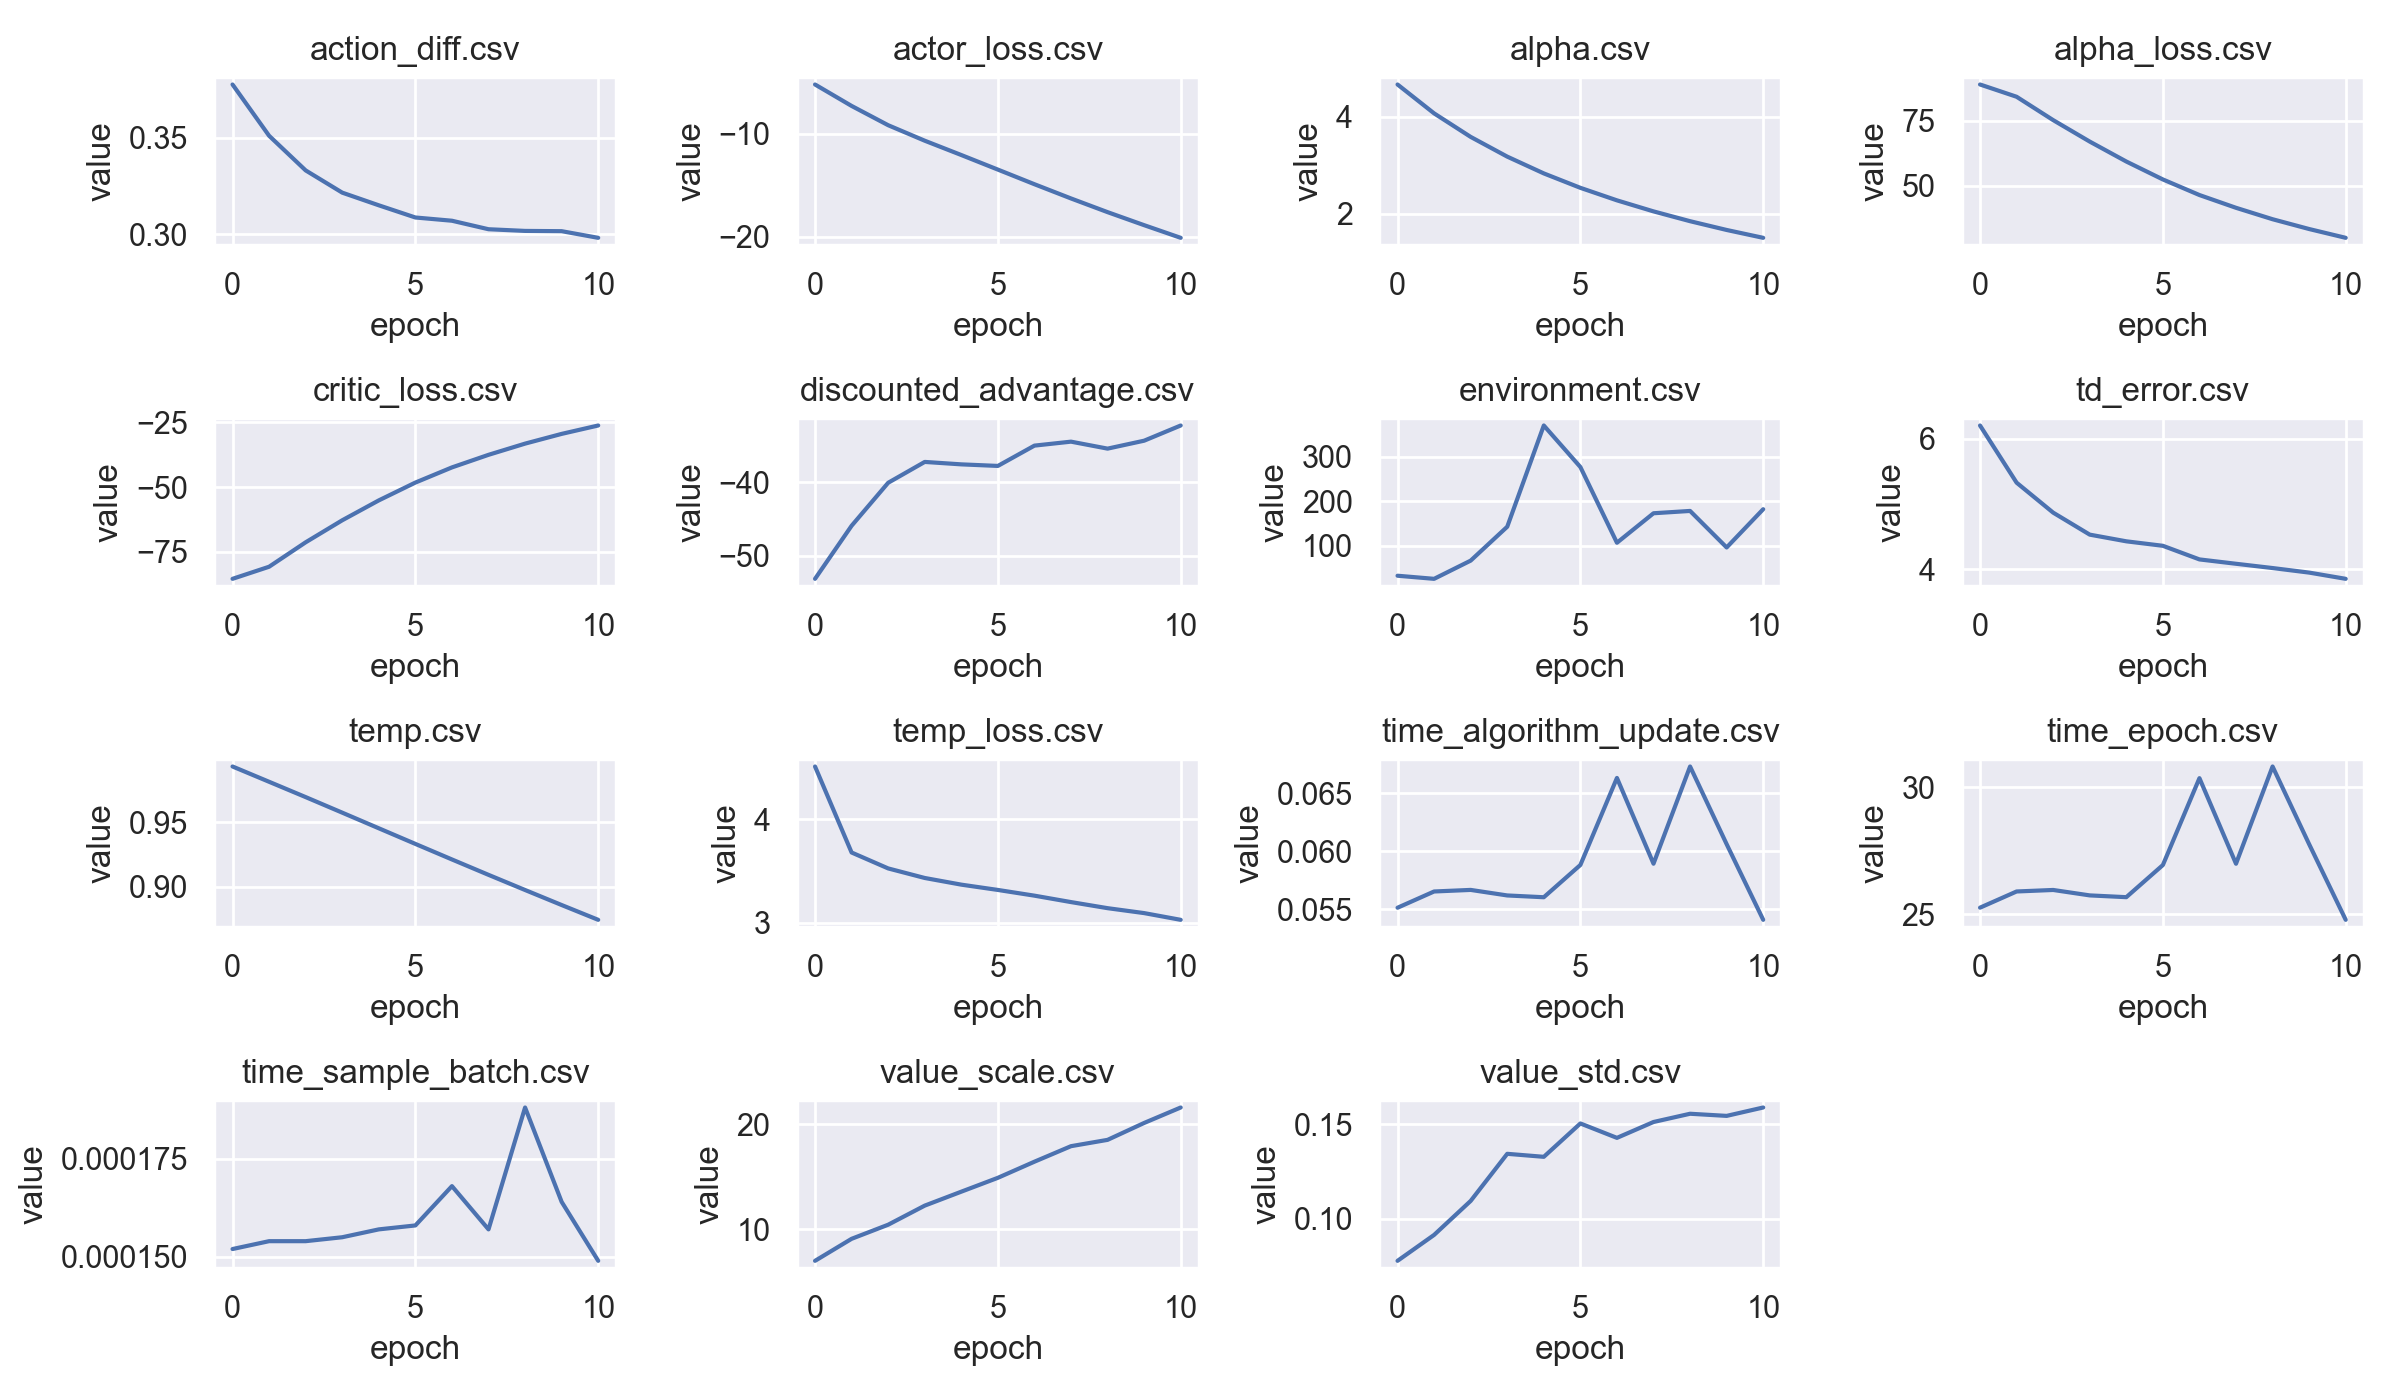 action_diff.csv
value
0.35
0.30
0 5 10
epoch
actor_loss.csv
value
−10
−20
0 5 10
epoch
alpha.csv
value
4
2
0 5 10
epoch
alpha_loss.csv
value
75
50
0 5 10
epoch
critic_loss.csv
value
−25
−50
−75
0 5 10
epoch
discounted_advantage.csv
value
−40
−50
0 5 10
epoch
environment.csv
value
300
200
100
0 5 10
epoch
td_error.csv
value
6
4
0 5 10
epoch
temp.csv
value
0.95
0.90
0 5 10
epoch
temp_loss.csv
value
4
3
0 5 10
epoch
time_algorithm_update.csv
value
0.065
0.060
0.055
0 5 10
epoch
time_epoch.csv
value
30
25
0 5 10
epoch
time_sample_batch.csv
value
0.000175
0.000150
0 5 10
epoch
value_scale.csv
value
20
10
0 5 10
epoch
value_std.csv
value
0.15
0.10
0 5 10
epoch